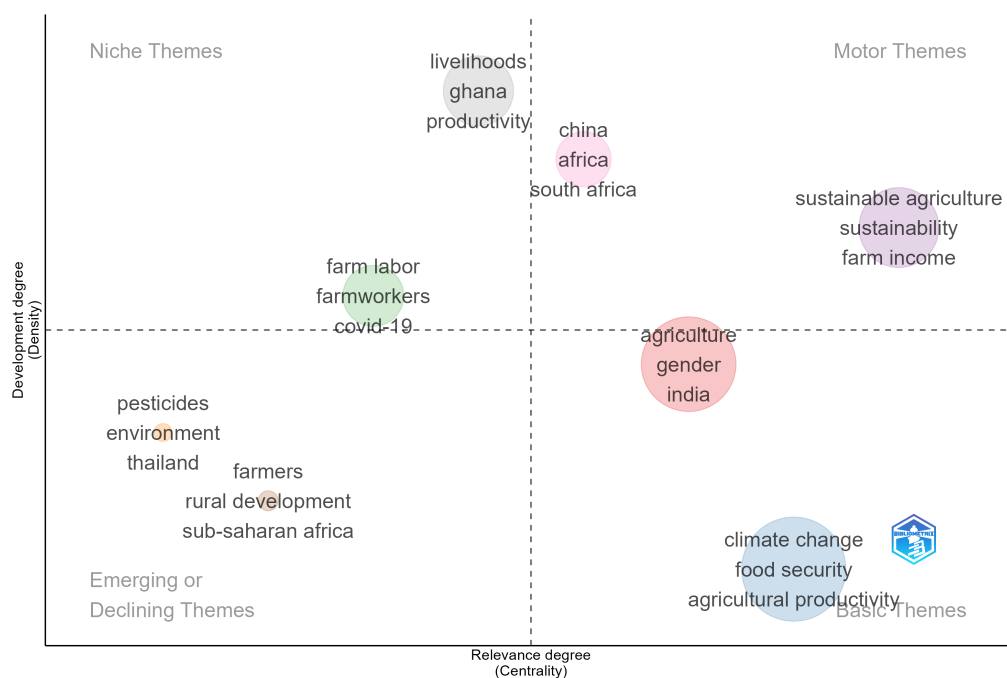 Niche Themes
Motor Themes
livelihoods
ghana
productivity
china
africa
south africa
sustainable agriculture
sustainability
farm income
farm labor
farmworkers
covid-19
agriculture
gender
india
pesticides
environment
thailand
farmers
rural development
sub-saharan africa
climate change
food security
agricultural productivity
BIBLIOMETRIX
Emerging or
Declining Themes
Basic Themes
Development degree
(Density)
Relevance degree
(Centrality)